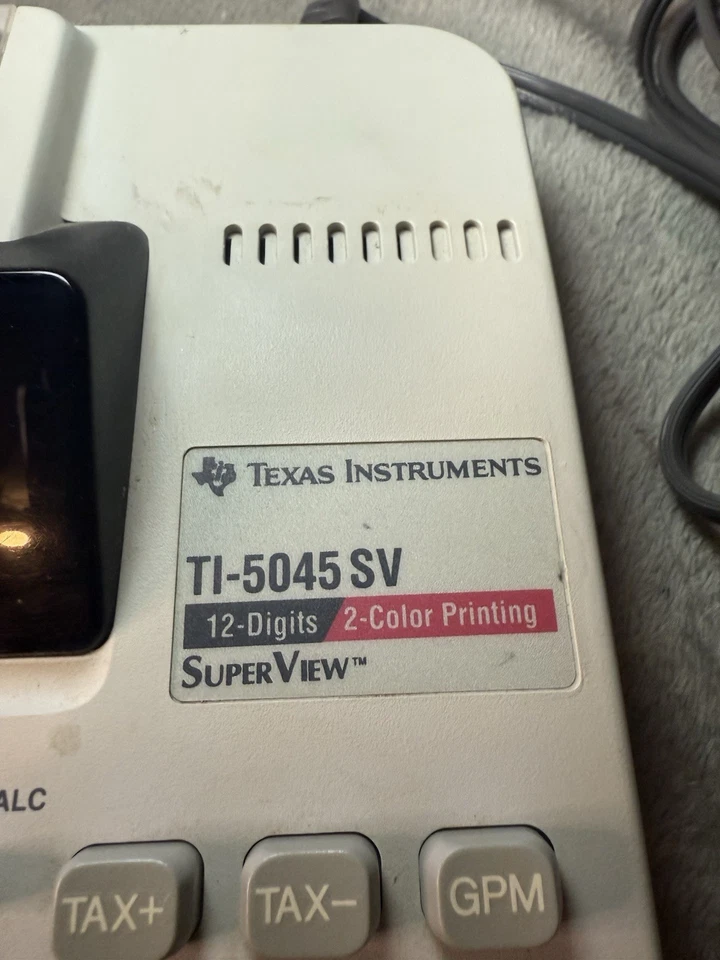 TEXAS INSTRUMENTS
TI-5045 SV
12-Digits 2-Color Printing
SUPERVIEW™
ALC
TAX+ TAX− GPM